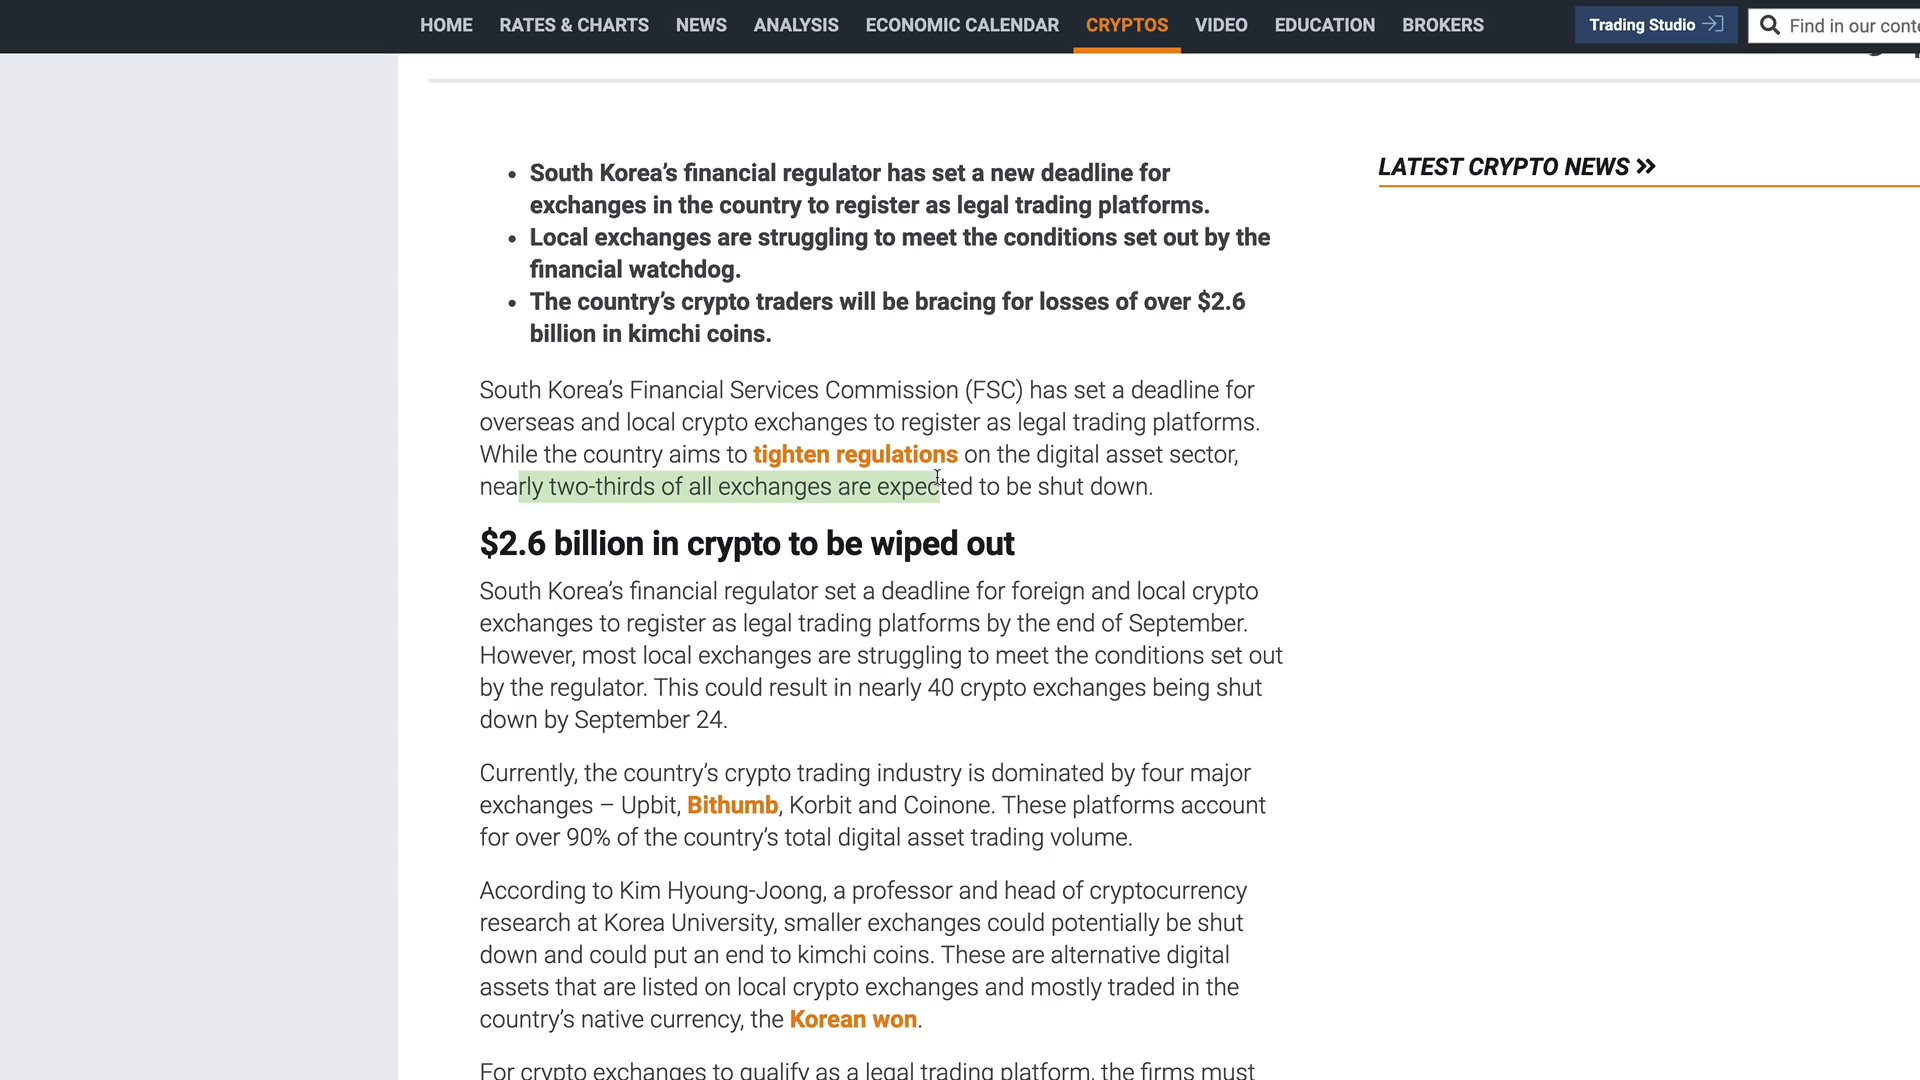 HOME RATES & CHARTS NEWS ANALYSIS ECONOMIC CALENDAR CRYPTOS VIDEO EDUCATION BROKERS Trading Studio Find in our conte
LATEST CRYPTO NEWS »
• South Korea’s financial regulator has set a new deadline for
exchanges in the country to register as legal trading platforms.
• Local exchanges are struggling to meet the conditions set out by the
financial watchdog.
• The country’s crypto traders will be bracing for losses of over $2.6
billion in kimchi coins.
South Korea’s Financial Services Commission (FSC) has set a deadline for
overseas and local crypto exchanges to register as legal trading platforms.
While the country aims to tighten regulations on the digital asset sector,
nearly two-thirds of all exchanges are expected to be shut down.
$2.6 billion in crypto to be wiped out
South Korea’s financial regulator set a deadline for foreign and local crypto
exchanges to register as legal trading platforms by the end of September.
However, most local exchanges are struggling to meet the conditions set out
by the regulator. This could result in nearly 40 crypto exchanges being shut
down by September 24.
Currently, the country’s crypto trading industry is dominated by four major
exchanges – Upbit, Bithumb, Korbit and Coinone. These platforms account
for over 90% of the country’s total digital asset trading volume.
According to Kim Hyoung-Joong, a professor and head of cryptocurrency
research at Korea University, smaller exchanges could potentially be shut
down and could put an end to kimchi coins. These are alternative digital
assets that are listed on local crypto exchanges and mostly traded in the
country’s native currency, the Korean won.
For crypto exchanges to qualify as a legal trading platform, the firms must